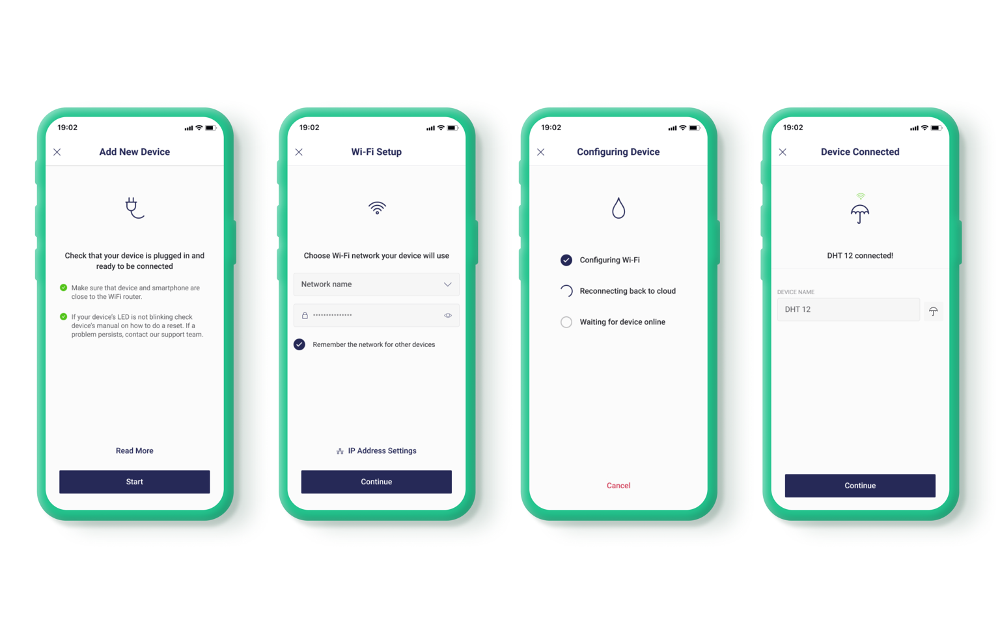 19:02
Add New Device
Check that your device is plugged in and
ready to be connected
Make sure that device and smartphone are
close to the WiFi router.
If your device's LED is not blinking check
device's manual on how to do a reset. If a
problem persists, contact our support team.
Read More
Start
19:02
Wi-Fi Setup
Choose Wi-Fi network your device will use
Network name
•••••••••••••••
Remember the network for other devices
IP Address Settings
Continue
19:02
Configuring Device
Configuring Wi-Fi
Reconnecting back to cloud
Waiting for device online
Cancel
19:02
Device Connected
DHT 12 connected!
DEVICE NAME
DHT 12
Continue